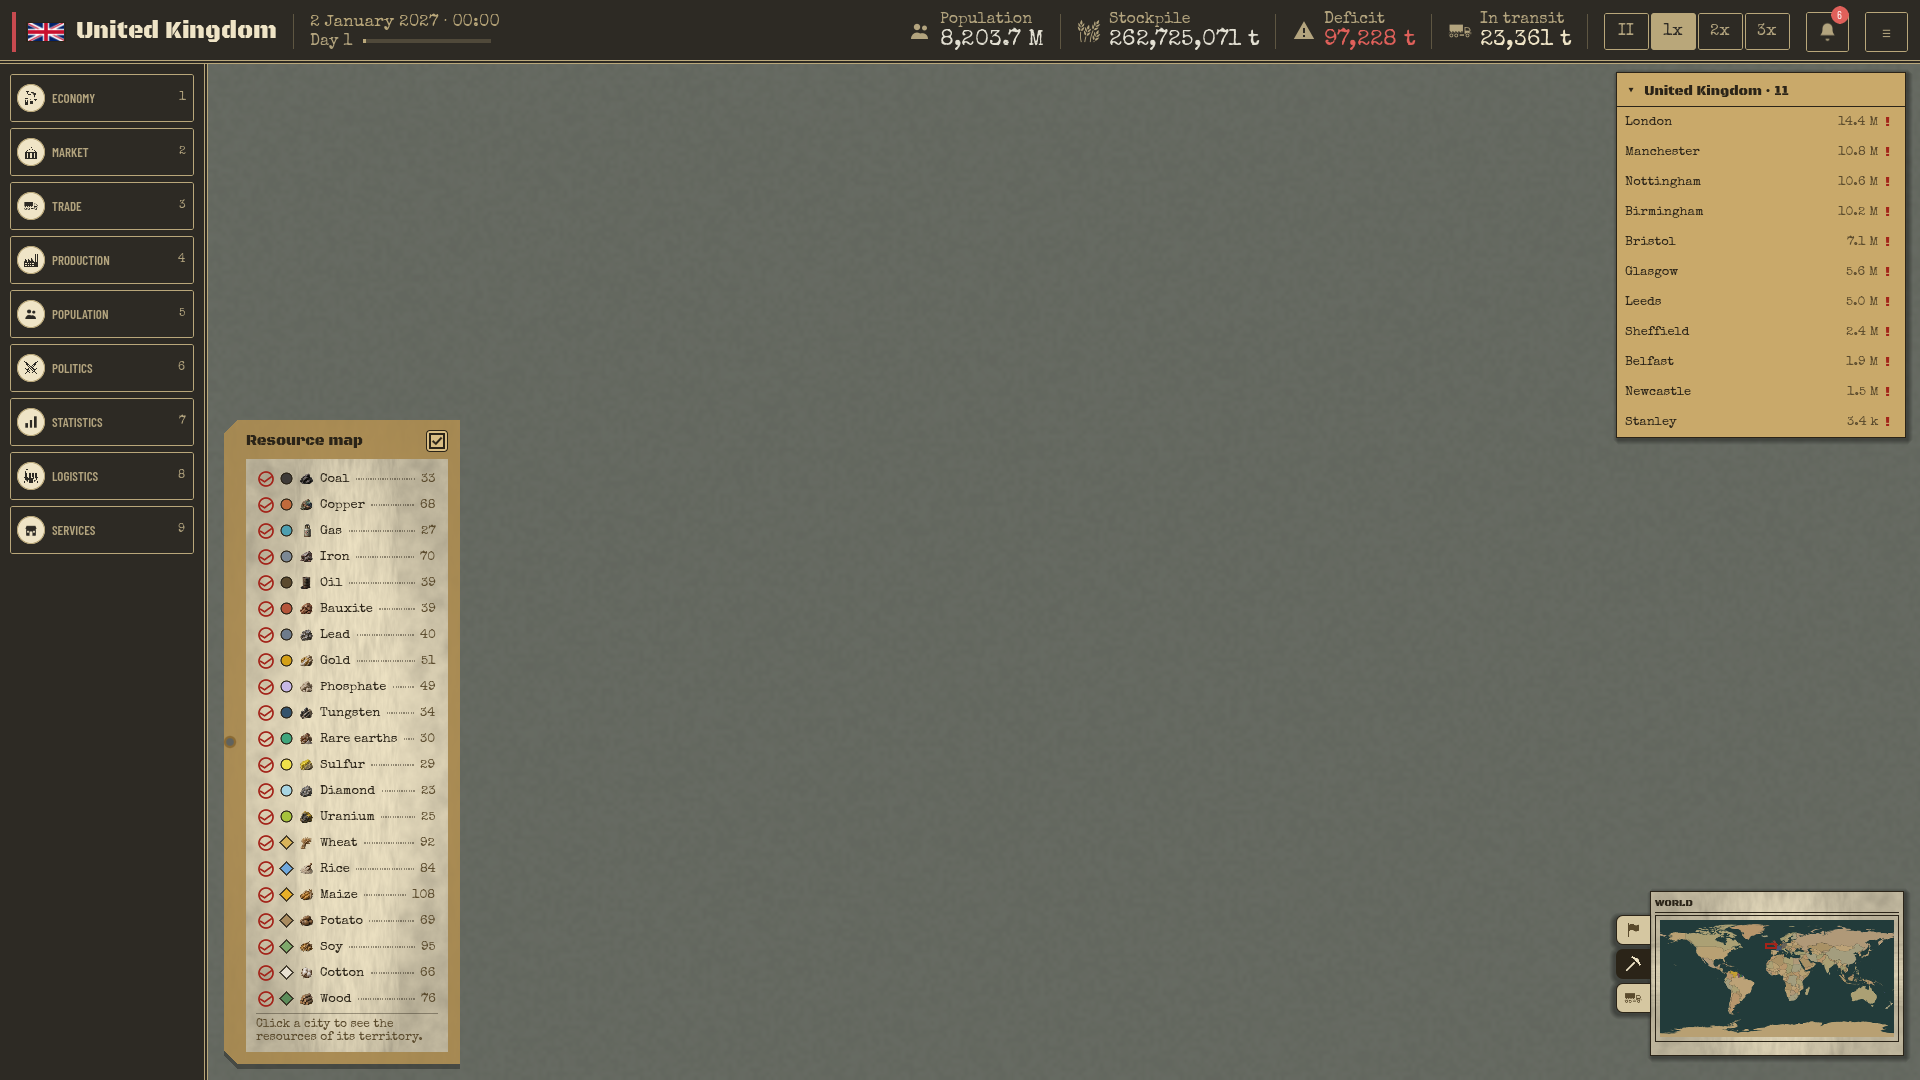 United Kingdom
2 January 2027 · 00:00
Day 1
Population
8,203.7 M
Stockpile
262,725,071 t
Deficit
97,228 t
In transit
23,361 t
II
1x
2x
3x
6
≡
ECONOMY 1
MARKET 2
TRADE 3
PRODUCTION 4
POPULATION 5
POLITICS 6
STATISTICS 7
LOGISTICS 8
SERVICES 9
Resource map
Coal 33
Copper 68
Gas 27
Iron 70
Oil 39
Bauxite 39
Lead 40
Gold 51
Phosphate 49
Tungsten 34
Rare earths 30
Sulfur 29
Diamond 23
Uranium 25
Wheat 92
Rice 84
Maize 108
Potato 69
Soy 95
Cotton 66
Wood 76
Click a city to see the
resources of its territory.
▾ United Kingdom · 11
London 14.4 M !
Manchester 10.8 M !
Nottingham 10.6 M !
Birmingham 10.2 M !
Bristol 7.1 M !
Glasgow 5.6 M !
Leeds 5.0 M !
Sheffield 2.4 M !
Belfast 1.9 M !
Newcastle 1.5 M !
Stanley 3.4 k !
WORLD